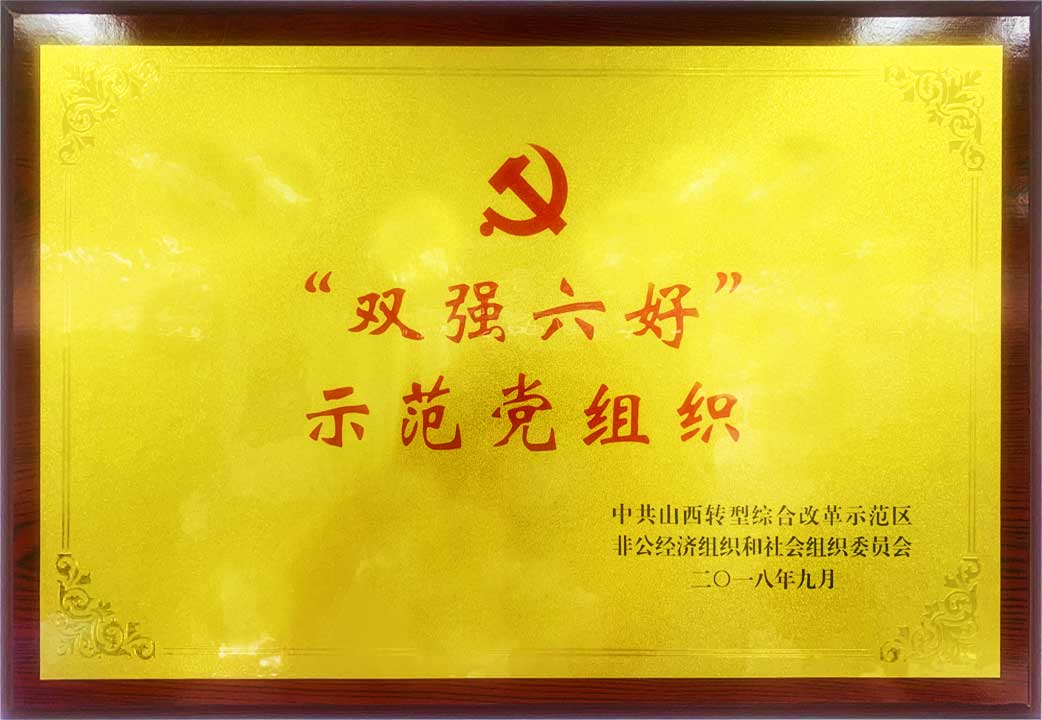 “双强六好”
示范党组织
中共山西转型综合改革示范区
非公经济组织和社会组织委员会
二〇一八年九月